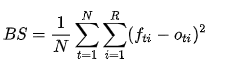 $BS = \frac{1}{N} \sum_{t=1}^{N} \sum_{i=1}^{R} (f_{ti} - o_{ti})^2$